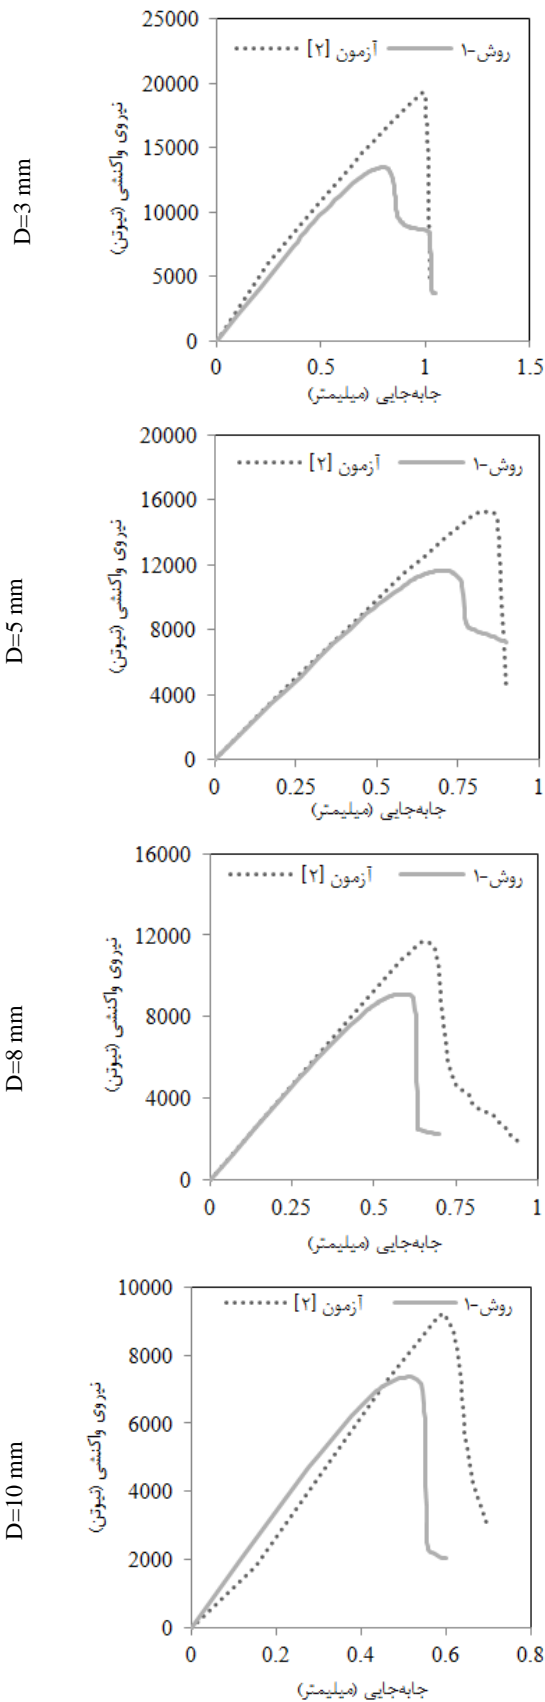 D=3 mm
نیروی واکنشی (نیوتن)
25000
20000
15000
10000
5000
0
آزمون [۲]
روش-۱
0 0.5 1 1.5
جابه‌جایی (میلیمتر)
D=5 mm
نیروی واکنشی (نیوتن)
20000
16000
12000
8000
4000
0
آزمون [۲]
روش-۱
0 0.25 0.5 0.75 1
جابه‌جایی (میلیمتر)
D=8 mm
نیروی واکنشی (نیوتن)
16000
12000
8000
4000
0
آزمون [۲]
روش-۱
0 0.25 0.5 0.75 1
جابه‌جایی (میلیمتر)
D=10 mm
نیروی واکنشی (نیوتن)
10000
8000
6000
4000
2000
0
آزمون [۲]
روش-۱
0 0.2 0.4 0.6 0.8
جابه‌جایی (میلیمتر)